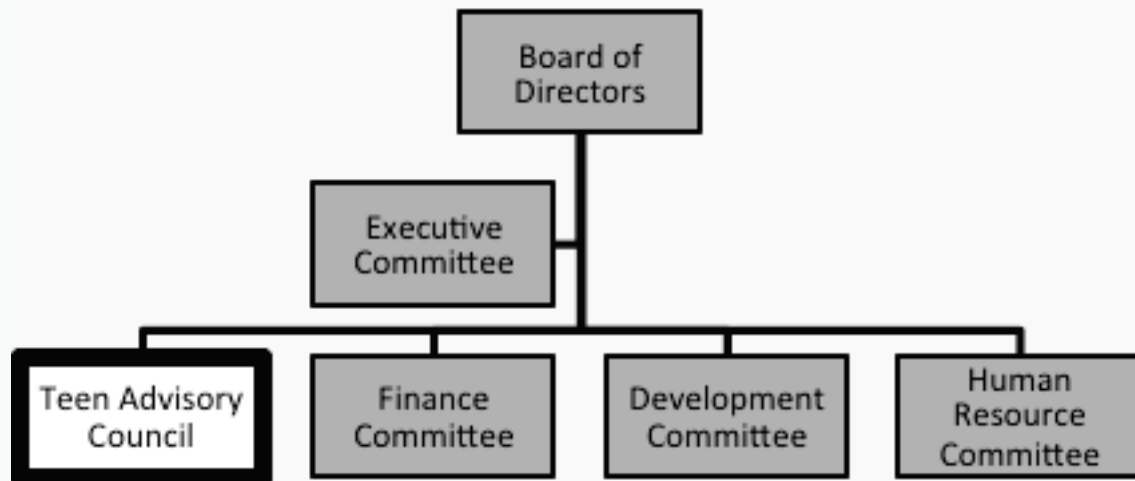 Board of
Directors
Executive
Committee
Teen Advisory
Council
Finance
Committee
Development
Committee
Human
Resource
Committee